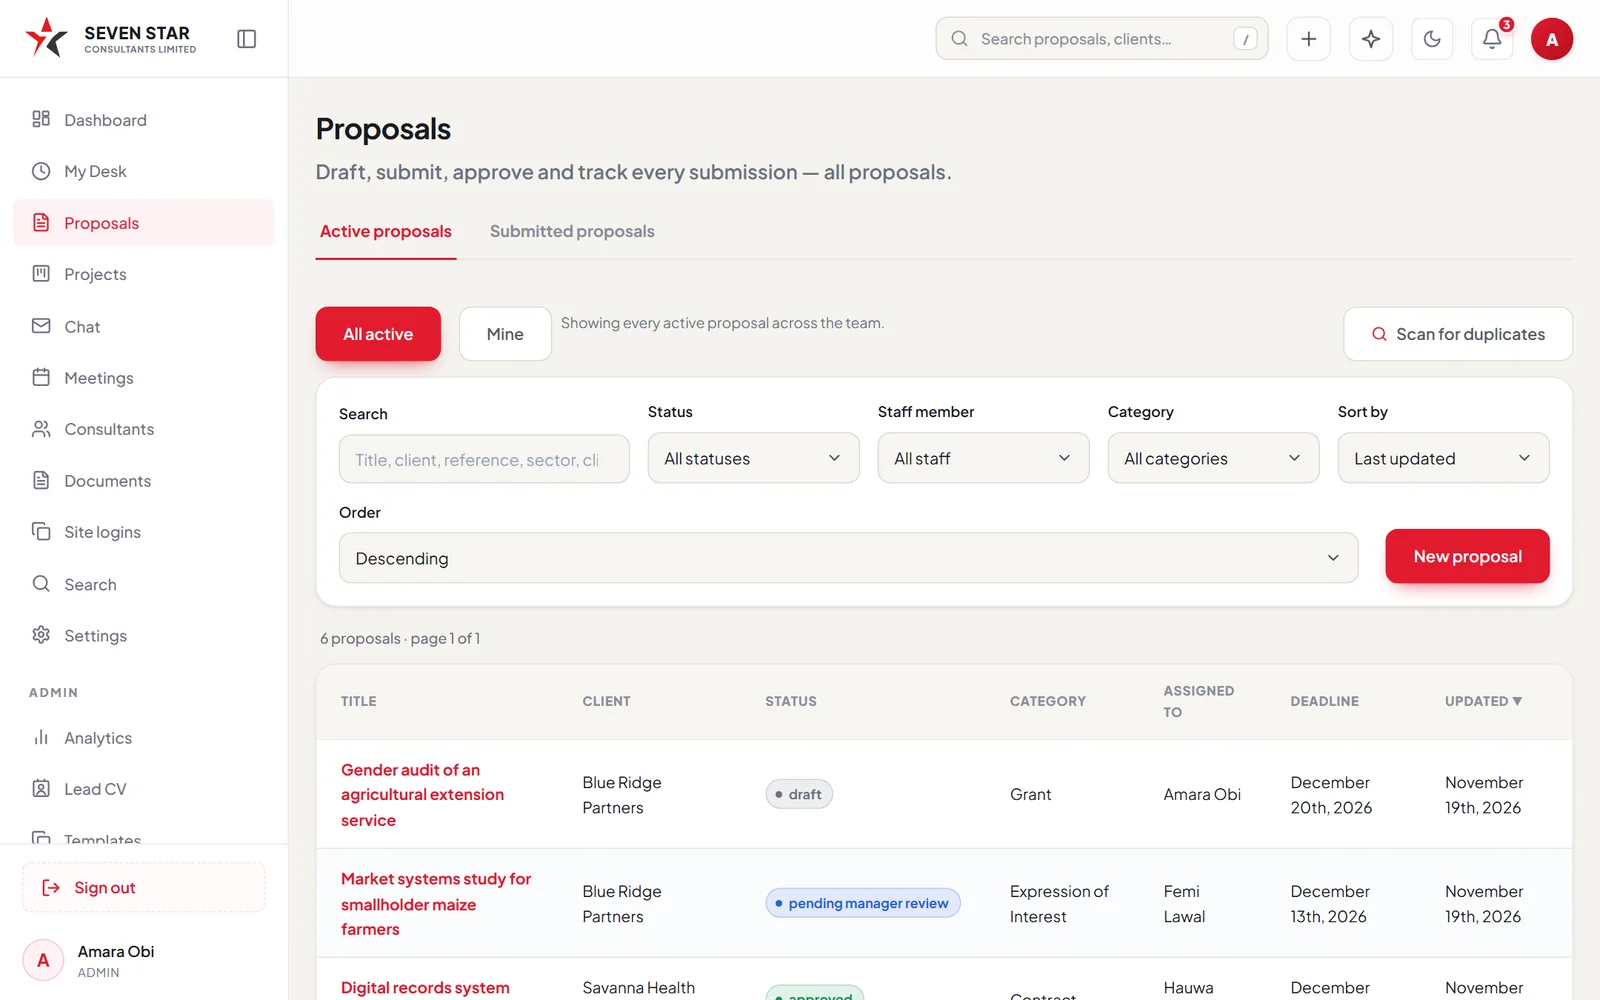 SEVEN STAR
CONSULTANTS LIMITED
Search proposals, clients...
/
3
A
Dashboard
My Desk
Proposals
Projects
Chat
Meetings
Consultants
Documents
Site logins
Search
Settings
ADMIN
Analytics
Lead CV
Templates
Sign out
A
Amara Obi
ADMIN
Proposals
Draft, submit, approve and track every submission — all proposals.
Active proposals
Submitted proposals
All active
Mine
Showing every active proposal across the team.
Scan for duplicates
Search
Status
Staff member
Category
Sort by
Title, client, reference, sector, cli
All statuses
All staff
All categories
Last updated
Order
Descending
New proposal
6 proposals · page 1 of 1
TITLE
CLIENT
STATUS
CATEGORY
ASSIGNED
TO
DEADLINE
UPDATED ▼
Gender audit of an
agricultural extension
service
Blue Ridge
Partners
draft
Grant
Amara Obi
December
20th, 2026
November
19th, 2026
Market systems study for
smallholder maize
farmers
Blue Ridge
Partners
pending manager review
Expression of
Interest
Femi
Lawal
December
13th, 2026
November
19th, 2026
Digital records system
Savanna Health
approved
Contract
Hauwa
December
November